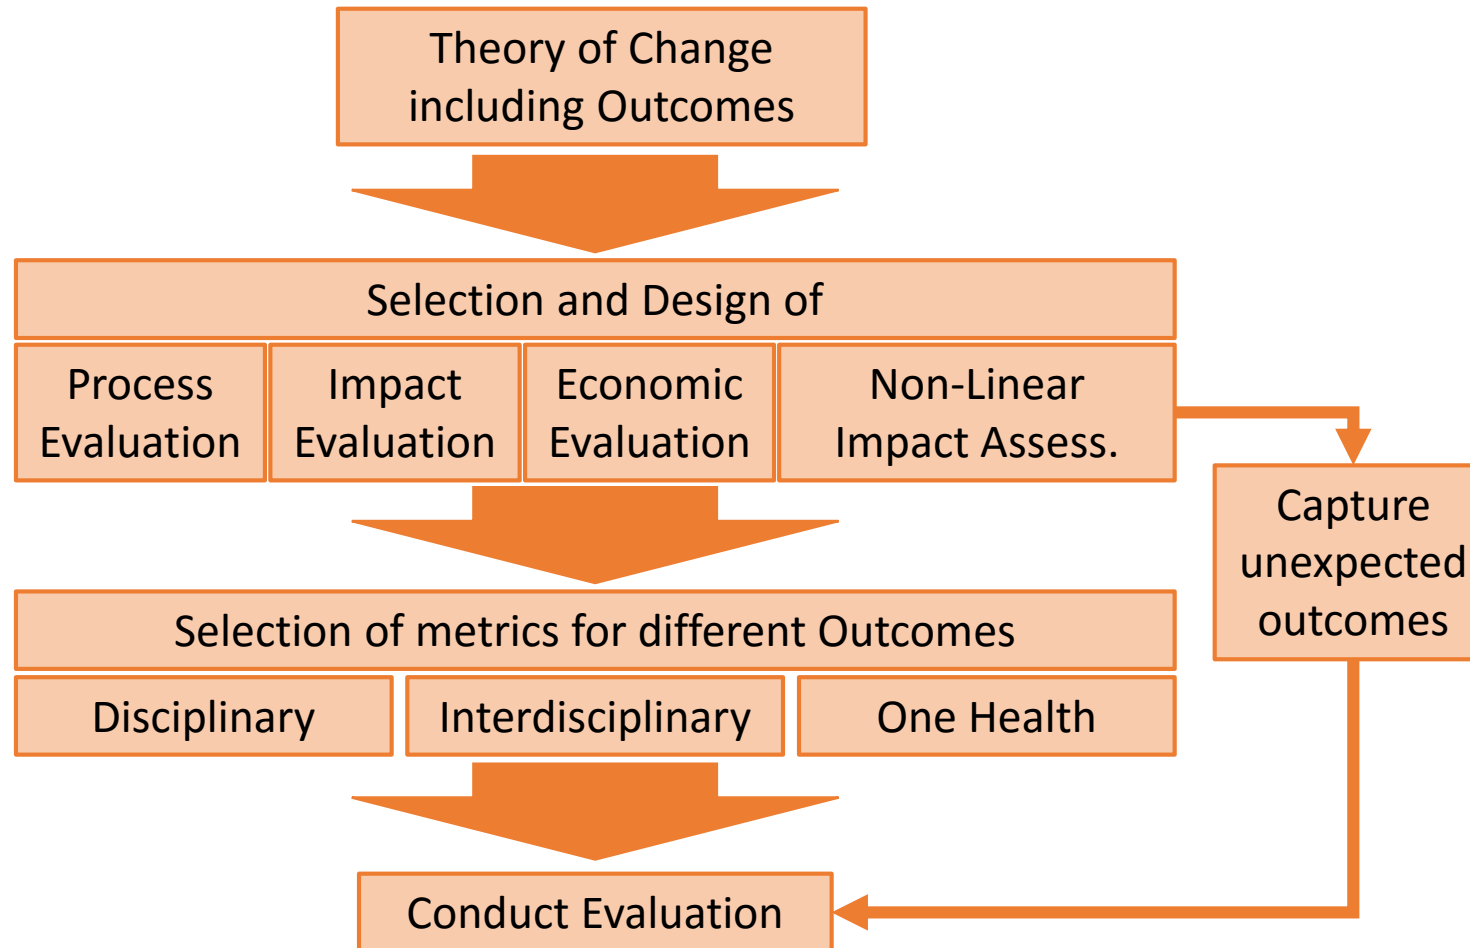 Theory of Change
including Outcomes
Selection and Design of
Process
Evaluation
Impact
Evaluation
Economic
Evaluation
Non-Linear
Impact Assess.
Capture
unexpected
outcomes
Selection of metrics for different Outcomes
Disciplinary
Interdisciplinary
One Health
Conduct Evaluation